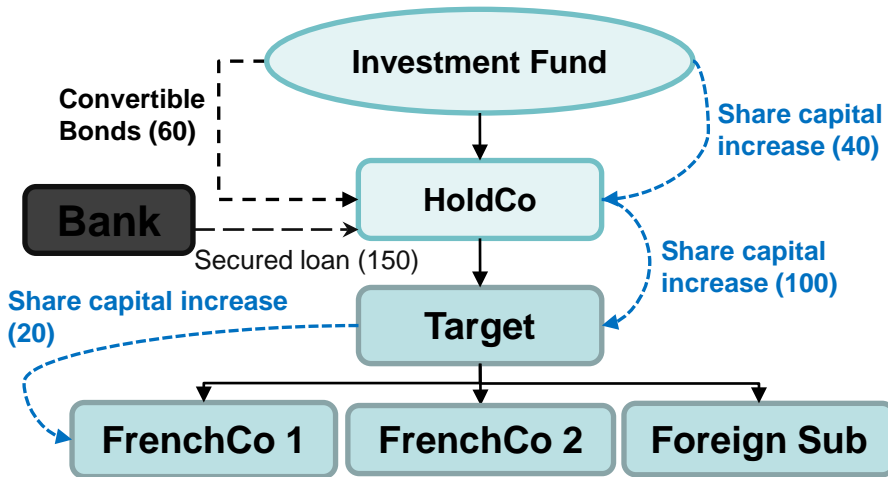 Investment Fund
Convertible
Bonds (60)
Share capital
increase (40)
HoldCo
Bank
Secured loan (150)
Share capital
increase (100)
Share capital increase
(20)
Target
FrenchCo 1
FrenchCo 2
Foreign Sub